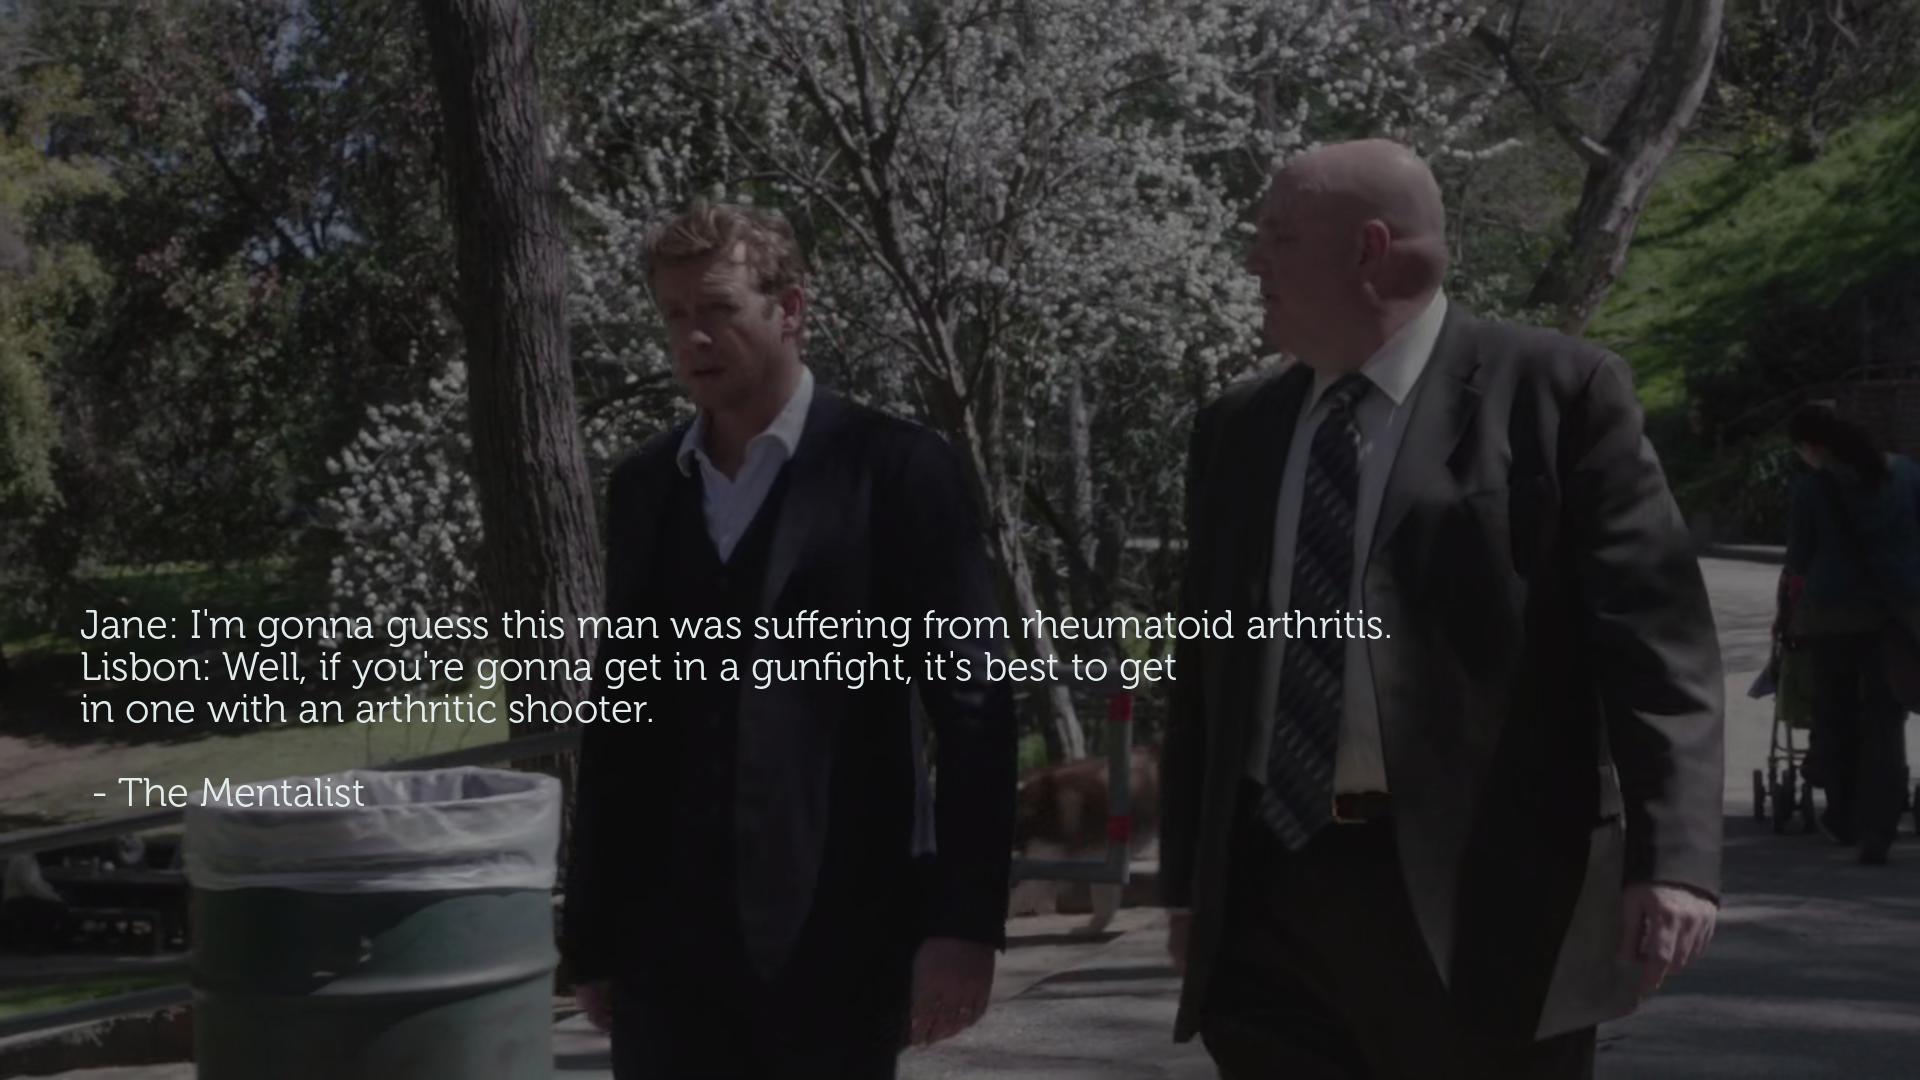 Jane: I'm gonna guess this man was suffering from rheumatoid arthritis.
Lisbon: Well, if you're gonna get in a gunfight, it's best to get
in one with an arthritic shooter.
- The Mentalist